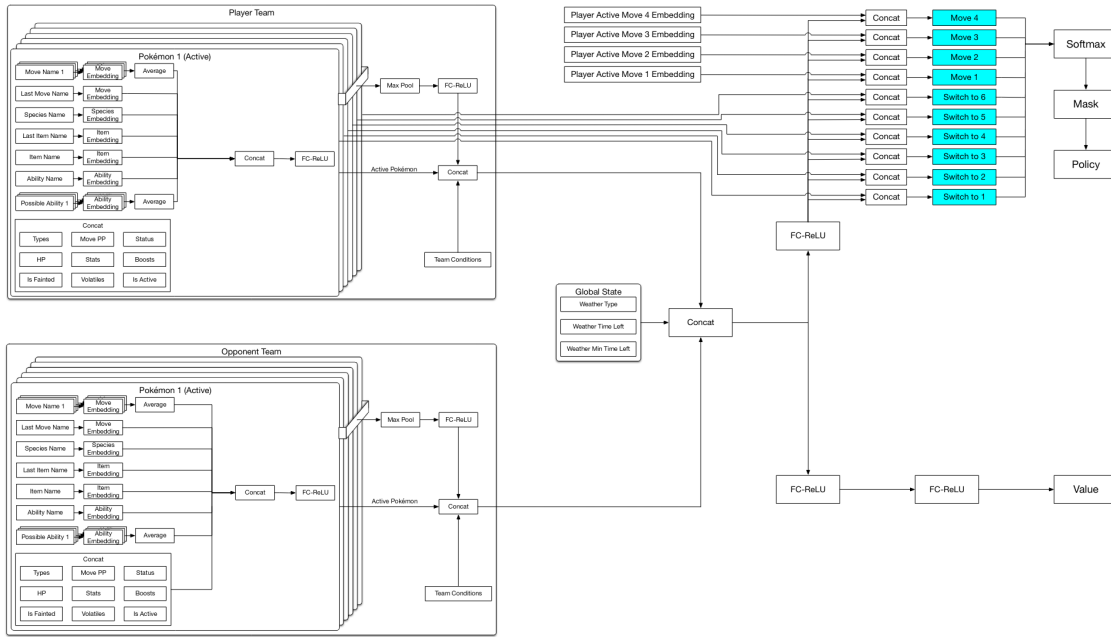 Player Team
Pokémon 1 (Active)
Move Name 1
Move
Embedding
Average
Last Move Name
Move
Embedding
Species Name
Species
Embedding
Last Item Name
Item
Embedding
Item Name
Item
Embedding
Ability Name
Ability
Embedding
Possible Ability 1
Ability
Embedding
Average
Concat
FC-ReLU
Concat
Types
Move PP
Status
HP
Stats
Boosts
Is Fainted
Volatiles
Is Active
Max Pool
FC-ReLU
Active Pokémon
Concat
Team Conditions
Opponent Team
Pokémon 1 (Active)
Move Name 1
Move
Embedding
Average
Last Move Name
Move
Embedding
Species Name
Species
Embedding
Last Item Name
Item
Embedding
Item Name
Item
Embedding
Ability Name
Ability
Embedding
Possible Ability 1
Ability
Embedding
Average
Concat
FC-ReLU
Concat
Types
Move PP
Status
HP
Stats
Boosts
Is Fainted
Volatiles
Is Active
Max Pool
FC-ReLU
Active Pokémon
Concat
Team Conditions
Global State
Weather Type
Weather Time Left
Weather Min Time Left
Concat
Player Active Move 4 Embedding
Player Active Move 3 Embedding
Player Active Move 2 Embedding
Player Active Move 1 Embedding
Concat
Move 4
Concat
Move 3
Concat
Move 2
Concat
Move 1
Concat
Switch to 6
Concat
Switch to 5
Concat
Switch to 4
Concat
Switch to 3
Concat
Switch to 2
Concat
Switch to 1
FC-ReLU
Softmax
Mask
Policy
FC-ReLU
FC-ReLU
Value